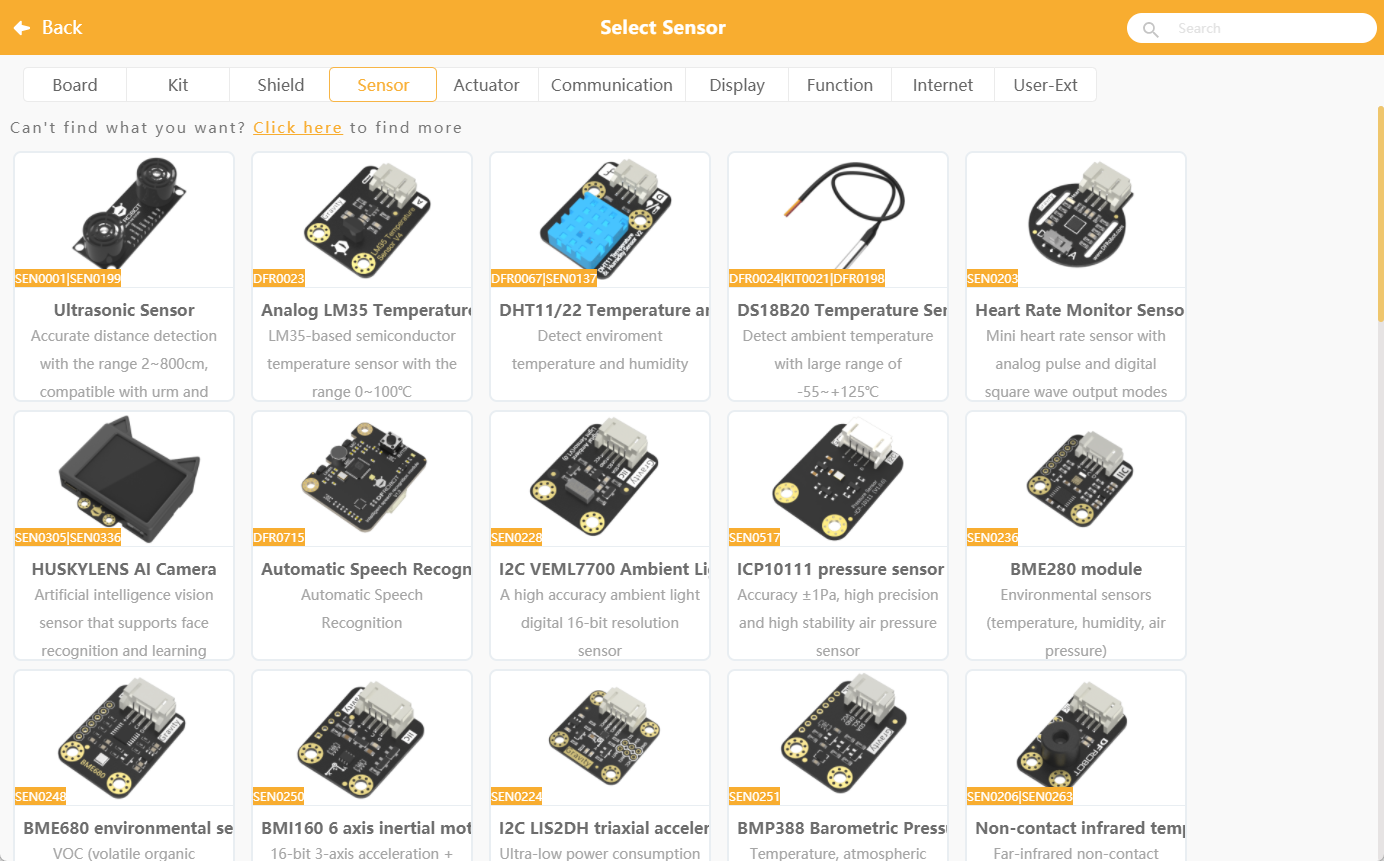 Back
Select Sensor
Search
Board Kit Shield Sensor Actuator Communication Display Function Internet User-Ext
Can't find what you want? Click here to find more
SEN0001|SEN0199
Ultrasonic Sensor
Accurate distance detection
with the range 2~800cm,
compatible with urm and
DFR0023
Analog LM35 Temperature
LM35-based semiconductor
temperature sensor with the
range 0~100℃
DFR0067|SEN0137
DHT11/22 Temperature an
Detect enviroment
temperature and humidity
DFR0024|KIT0021|DFR0198
DS18B20 Temperature Sen
Detect ambient temperature
with large range of
-55~+125℃
SEN0203
Heart Rate Monitor Senso
Mini heart rate sensor with
analog pulse and digital
square wave output modes
SEN0305|SEN0336
HUSKYLENS AI Camera
Artificial intelligence vision
sensor that supports face
recognition and learning
DFR0715
Automatic Speech Recogn
Automatic Speech
Recognition
SEN0228
I2C VEML7700 Ambient Li
A high accuracy ambient light
digital 16-bit resolution
sensor
SEN0517
ICP10111 pressure sensor
Accuracy ±1Pa, high precision
and high stability air pressure
sensor
SEN0236
BME280 module
Environmental sensors
(temperature, humidity, air
pressure)
BME680
SEN0248
BME680 environmental se
VOC (volatile organic
SEN0250
BMI160 6 axis inertial mot
16-bit 3-axis acceleration +
SEN0224
I2C LIS2DH triaxial acceler
Ultra-low power consumption
SEN0251
BMP388 Barometric Press
Temperature, atmospheric
DFROBOT
SEN0206|SEN0263
Non-contact infrared temp
Far-infrared non-contact